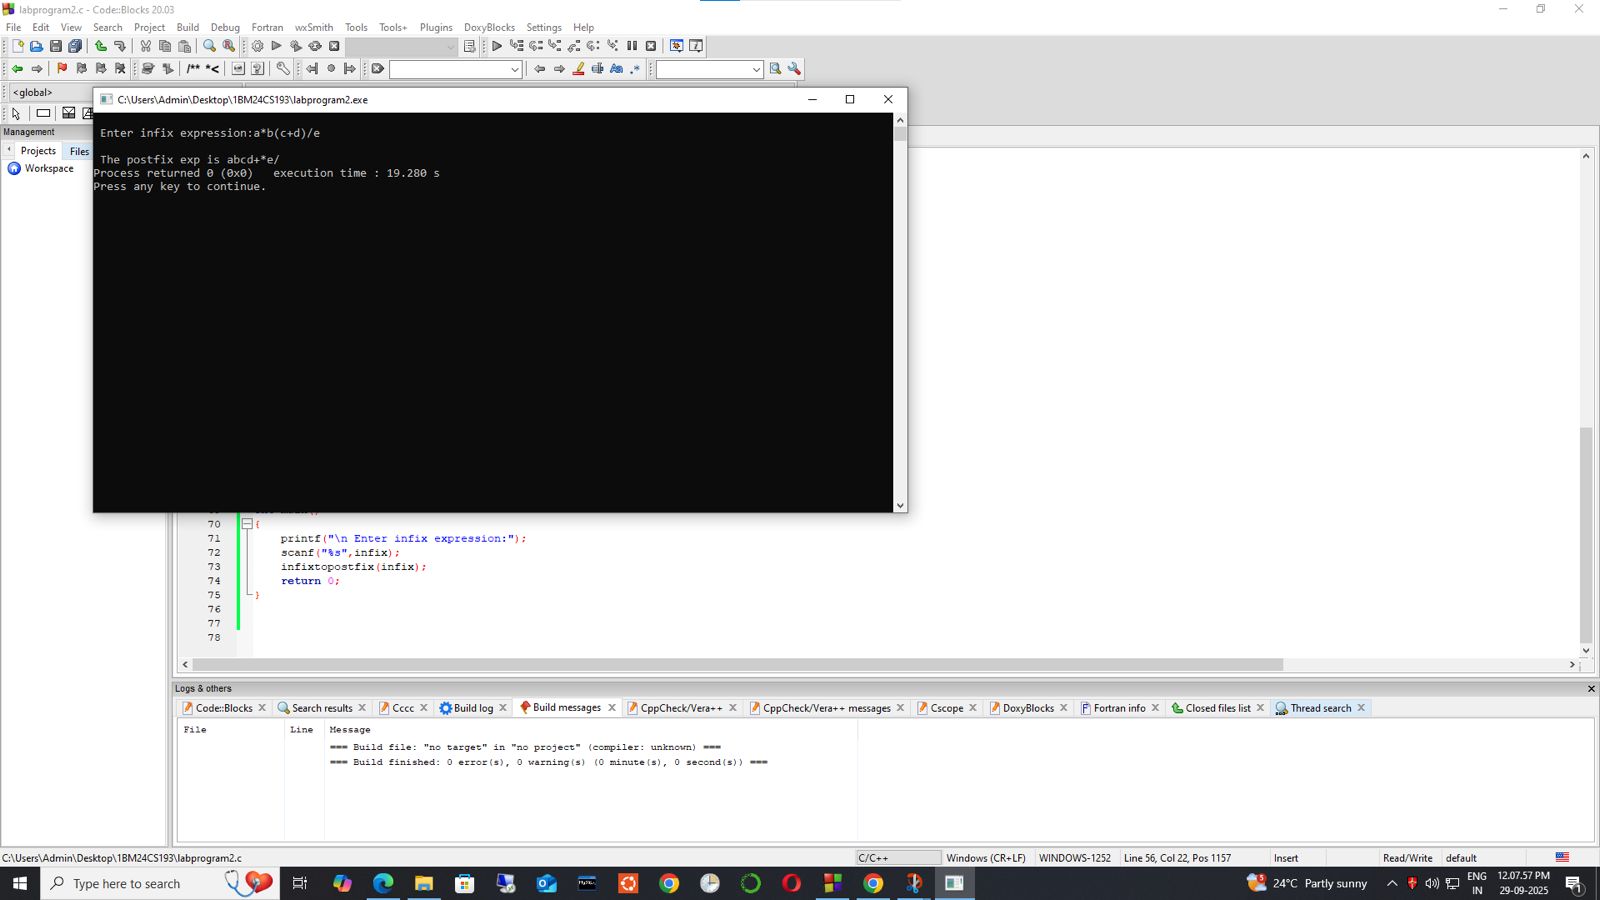 labprogram2.c - Code::Blocks 20.03
File Edit View Search Project Build Debug Fortran wxSmith Tools Tools+ Plugins DoxyBlocks Settings Help
/** *<
Aa .*
<global>
C:\Users\Admin\Desktop\1BM24CS193\labprogram2.exe
Management
Projects Files
Workspace
Enter infix expression:a*b(c+d)/e
The postfix exp is abcd+*e/
Process returned 0 (0x0)   execution time : 19.280 s
Press any key to continue.
70 {
71 printf("\n Enter infix expression:");
72 scanf("%s",infix);
73 infixtopostfix(infix);
74 return 0;
75 }
76
77
78
Logs & others
Code::Blocks Search results Cccc Build log Build messages CppCheck/Vera++ CppCheck/Vera++ messages Cscope DoxyBlocks Fortran info Closed files list Thread search
File Line Message
=== Build file: "no target" in "no project" (compiler: unknown) ===
=== Build finished: 0 error(s), 0 warning(s) (0 minute(s), 0 second(s)) ===
C:\Users\Admin\Desktop\1BM24CS193\labprogram2.c C/C++ Windows (CR+LF) WINDOWS-1252 Line 56, Col 22, Pos 1157 Insert Read/Write default
Type here to search
24°C Partly sunny
ENG
IN
12.07.57 PM
29-09-2025
1